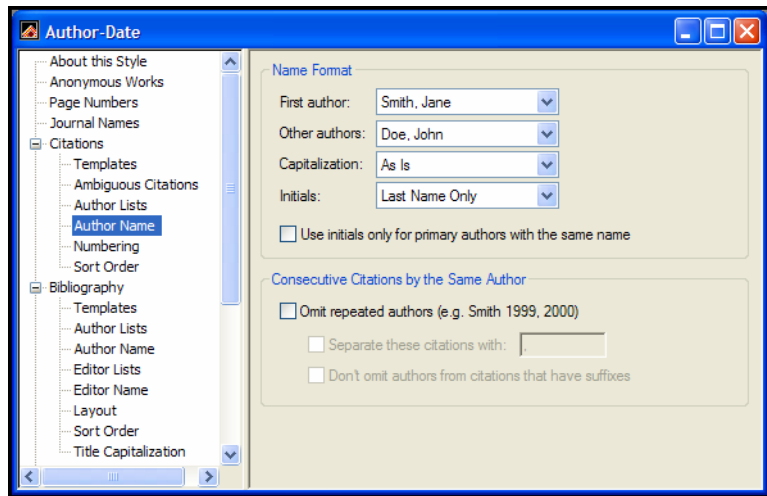 Author-Date
About this Style
Anonymous Works
Page Numbers
Journal Names
Citations
Templates
Ambiguous Citations
Author Lists
Author Name
Numbering
Sort Order
Bibliography
Templates
Author Lists
Author Name
Editor Lists
Editor Name
Layout
Sort Order
Title Capitalization
Name Format
First author: Smith, Jane
Other authors: Doe, John
Capitalization: As Is
Initials: Last Name Only
Use initials only for primary authors with the same name
Consecutive Citations by the Same Author
Omit repeated authors (e.g. Smith 1999, 2000)
Separate these citations with: ,
Don't omit authors from citations that have suffixes